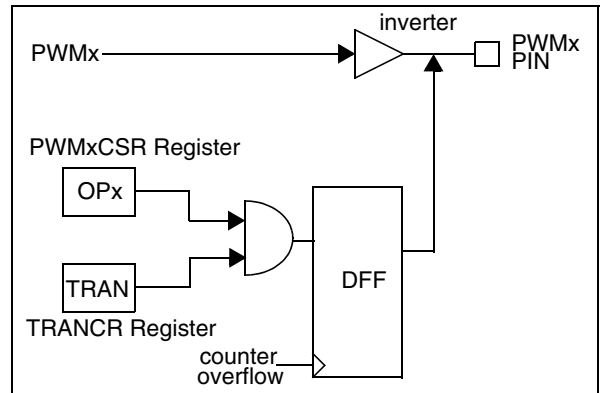 inverter
PWMx
PWMx
PIN
PWMxCSR Register
OPx
TRAN
DFF
TRANCR Register
counter
overflow